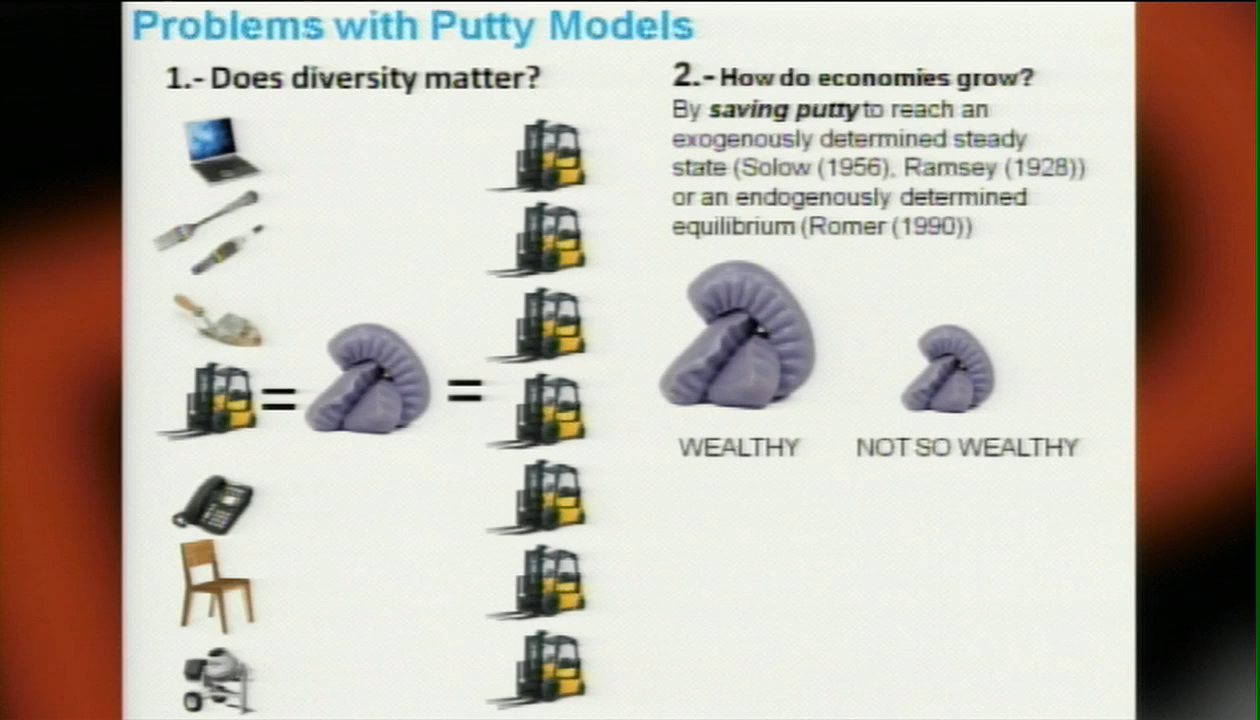 Problems with Putty Models
1.- Does diversity matter?
=
=
2.- How do economies grow?
By saving putty to reach an
exogenously determined steady
state (Solow (1956), Ramsey (1928))
or an endogenously determined
equilibrium (Romer (1990))
WEALTHY
NOT SO WEALTHY